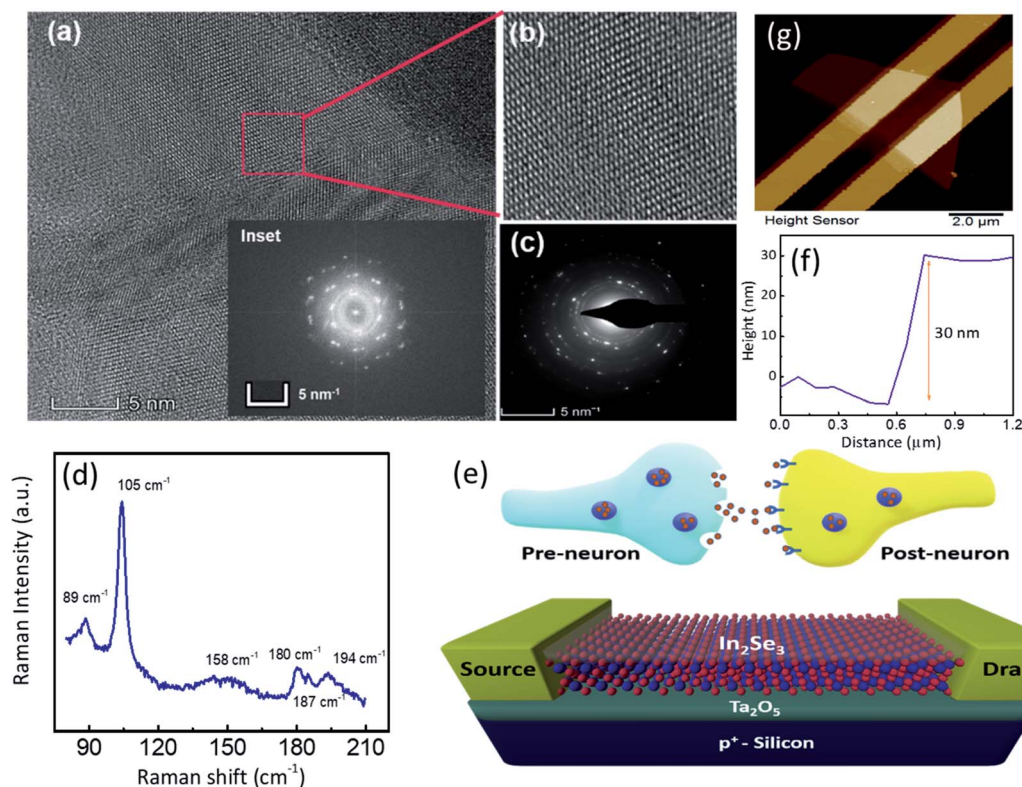 (a)
5 nm
Inset
5 nm⁻¹
(b)
(c)
5 nm⁻¹
(g)
Height Sensor
2.0 μm
(f)
Height (nm)
30
20
10
0
30 nm
0.0 0.3 0.6 0.9 1.2
Distance (μm)
(d)
Raman Intensity (a.u.)
105 cm⁻¹
89 cm⁻¹
158 cm⁻¹
180 cm⁻¹
194 cm⁻¹
187 cm⁻¹
90 120 150 180 210
Raman shift (cm⁻¹)
(e)
Pre-neuron
Post-neuron
In₂Se₃
Source
Dra
Ta₂O₅
p⁺- Silicon